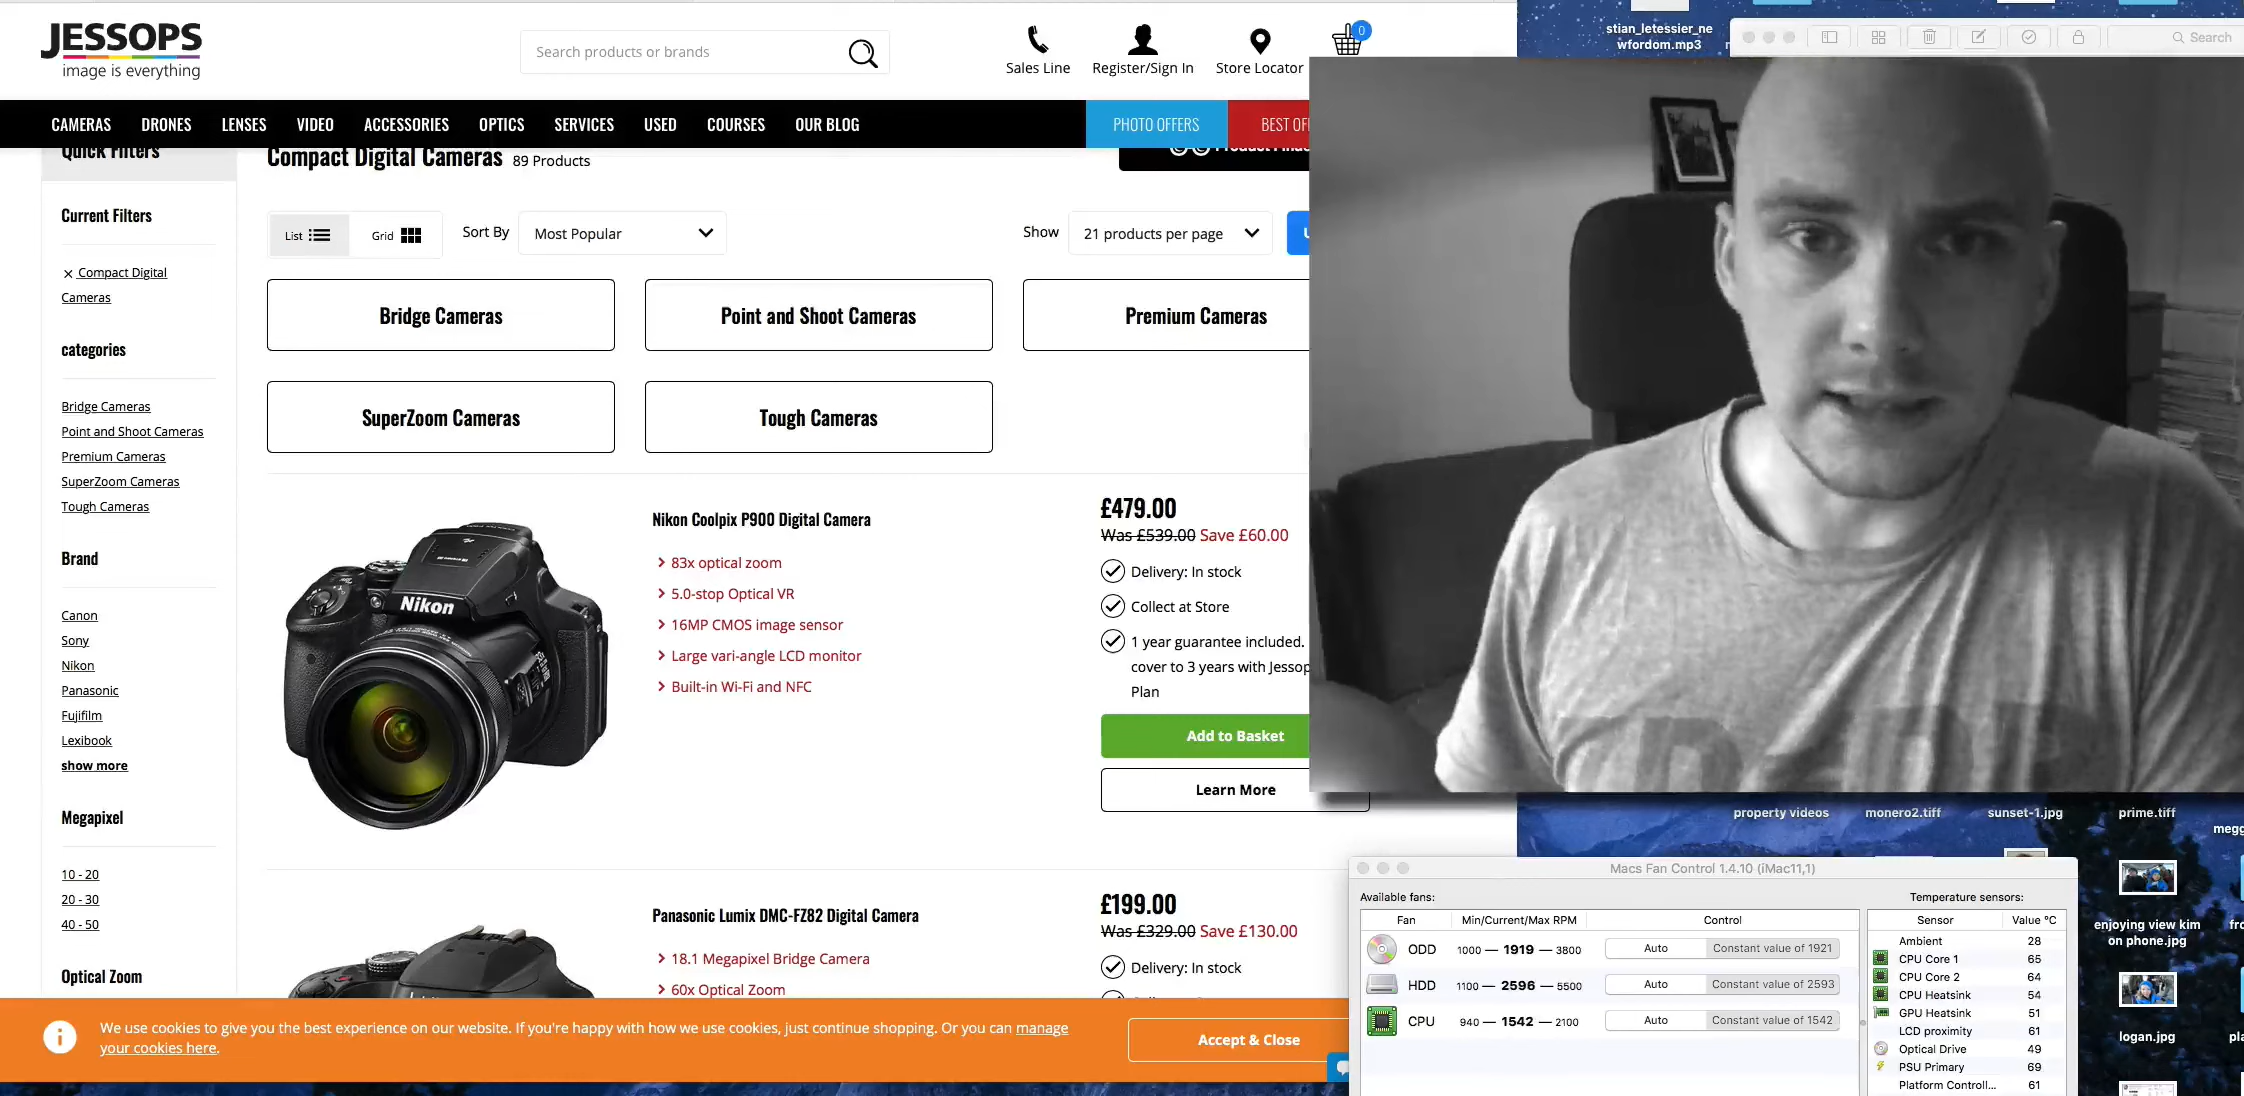 JESSOPS
image is everything
Search products or brands
Sales Line
Register/Sign In
Store Locator
0
CAMERAS
DRONES
LENSES
VIDEO
ACCESSORIES
OPTICS
SERVICES
USED
COURSES
OUR BLOG
PHOTO OFFERS
BEST OF
Quick Filters
Compact Digital Cameras 89 Products
Current Filters
Compact Digital
Cameras
categories
Bridge Cameras
Point and Shoot Cameras
Premium Cameras
SuperZoom Cameras
Tough Cameras
Brand
Canon
Sony
Nikon
Panasonic
Fujifilm
Lexibook
show more
Megapixel
10 - 20
20 - 30
40 - 50
Optical Zoom
List
Grid
Sort By
Most Popular
Show
21 products per page
Bridge Cameras
Point and Shoot Cameras
Premium Cameras
SuperZoom Cameras
Tough Cameras
Nikon
Nikon Coolpix P900 Digital Camera
83x optical zoom
5.0-stop Optical VR
16MP CMOS image sensor
Large vari-angle LCD monitor
Built-in Wi-Fi and NFC
£479.00
Was £539.00 Save £60.00
Delivery: In stock
Collect at Store
1 year guarantee included.
cover to 3 years with Jessop
Plan
Add to Basket
Learn More
Panasonic Lumix DMC-FZ82 Digital Camera
18.1 Megapixel Bridge Camera
60x Optical Zoom
£199.00
Was £329.00 Save £130.00
Delivery: In stock
We use cookies to give you the best experience on our website. If you're happy with how we use cookies, just continue shopping. Or you can manage
your cookies here.
Accept & Close
stian_letessier_ne
wfordom.mp3
Search
property videos
monero2.tiff
sunset-1.jpg
prime.tiff
megg
enjoying view kim
on phone.jpg
fro
logan.jpg
pla
Macs Fan Control 1.4.10 (iMac11,1)
Available fans:
Fan
Min/Current/Max RPM
Control
ODD
1000 — 1919 — 3800
Auto
Constant value of 1921
HDD
1100 — 2596 — 5500
Auto
Constant value of 2593
CPU
940 — 1542 — 2100
Auto
Constant value of 1542
Temperature sensors:
Sensor
Value °C
Ambient 28
CPU Core 1 65
CPU Core 2 64
CPU Heatsink 54
GPU Heatsink 51
LCD proximity 61
Optical Drive 49
PSU Primary 69
Platform Controll... 61